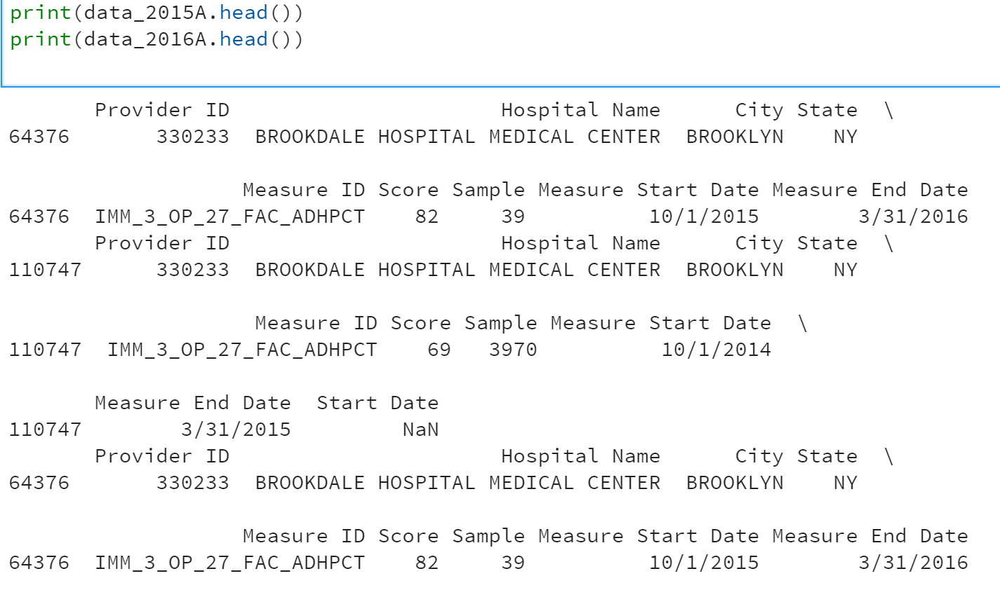 print(data_2015A.head())
print(data_2016A.head())
Provider ID Hospital Name City State \
64376 330233 BROOKDALE HOSPITAL MEDICAL CENTER BROOKLYN NY
Measure ID Score Sample Measure Start Date Measure End Date
64376 IMM_3_OP_27_FAC_ADHPCT 82 39 10/1/2015 3/31/2016
Provider ID Hospital Name City State \
110747 330233 BROOKDALE HOSPITAL MEDICAL CENTER BROOKLYN NY
Measure ID Score Sample Measure Start Date \
110747 IMM_3_OP_27_FAC_ADHPCT 69 3970 10/1/2014
Measure End Date Start Date
110747 3/31/2015 NaN
Provider ID Hospital Name City State \
64376 330233 BROOKDALE HOSPITAL MEDICAL CENTER BROOKLYN NY
Measure ID Score Sample Measure Start Date Measure End Date
64376 IMM_3_OP_27_FAC_ADHPCT 82 39 10/1/2015 3/31/2016